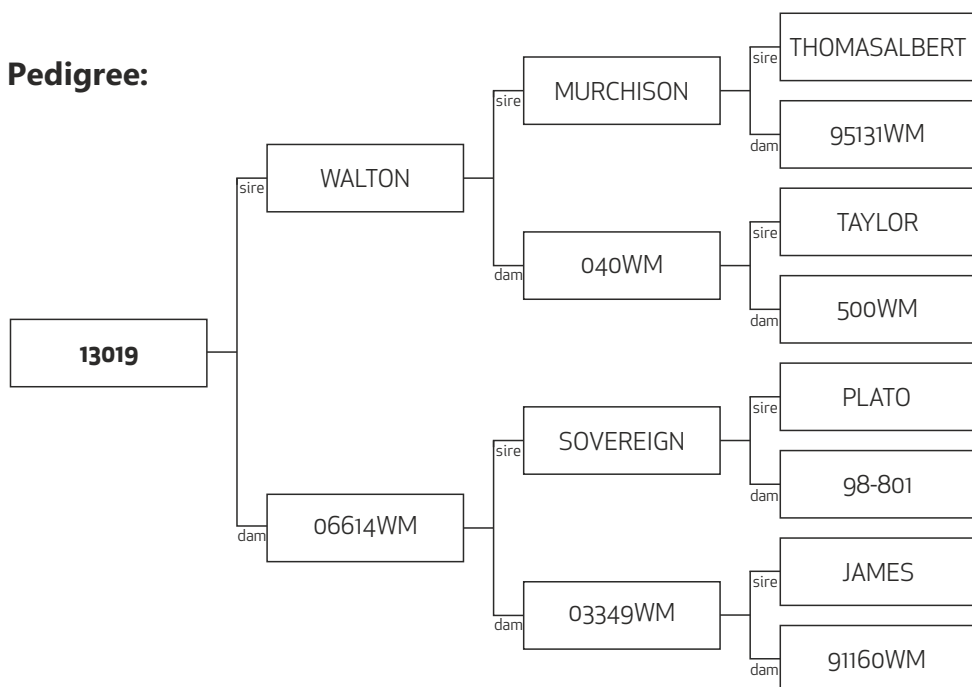 Pedigree:
13019
sire
WALTON
dam
06614WM
sire
MURCHISON
dam
040WM
sire
SOVEREIGN
dam
03349WM
sire
THOMASALBERT
dam
95131WM
sire
TAYLOR
dam
500WM
sire
PLATO
dam
98-801
sire
JAMES
dam
91160WM